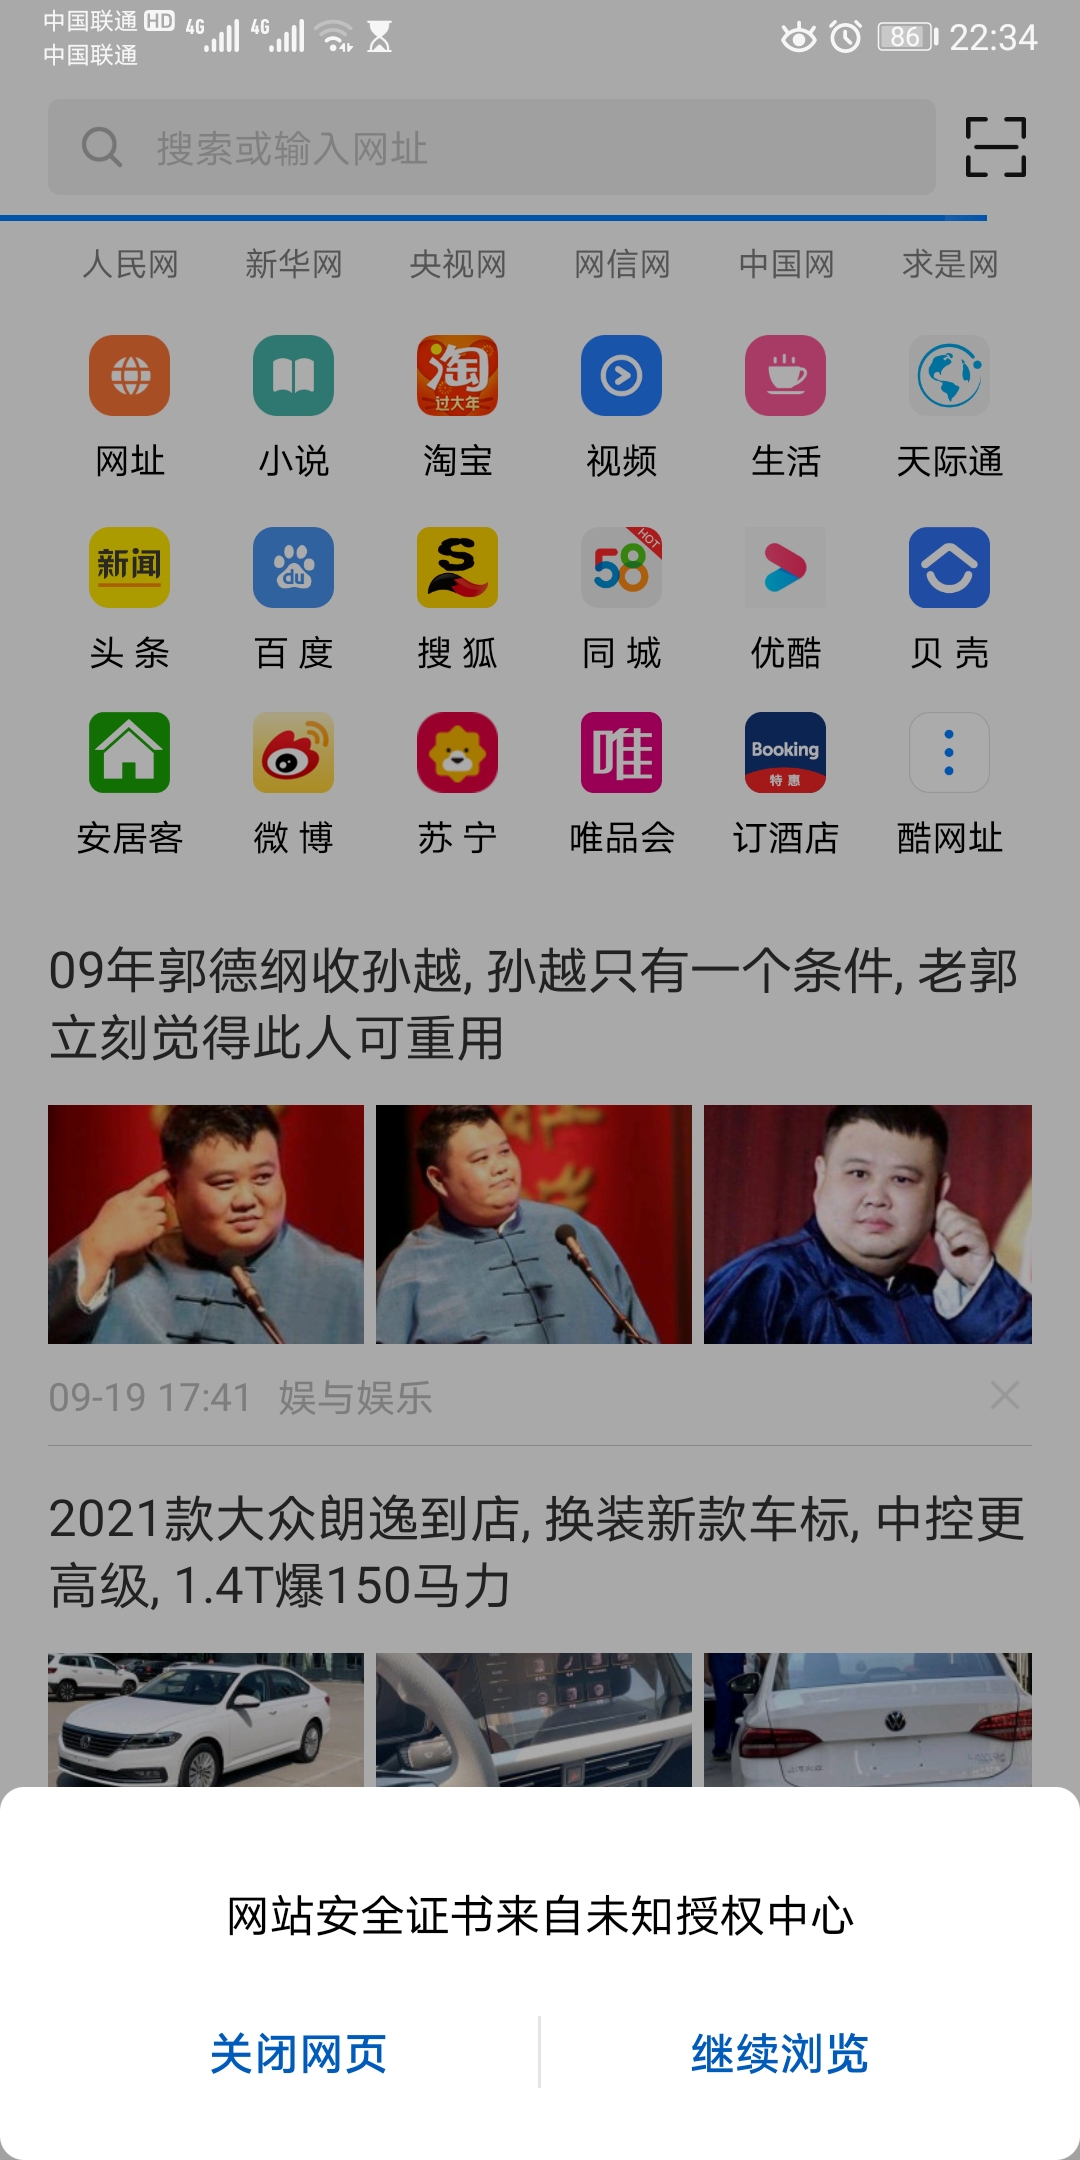 中国联通 HD 4G 4G 86 22:34
中国联通
搜索或输入网址
人民网 新华网 央视网 网信网 中国网 求是网
淘
过大年
网址 小说 淘宝 视频 生活 天际通
新闻 du S 58 HOT
头条 百度 搜狐 同城 优酷 贝壳
唯 Booking
特惠
安居客 微博 苏宁 唯品会 订酒店 酷网址
09年郭德纲收孙越, 孙越只有一个条件, 老郭
立刻觉得此人可重用
09-19 17:41 娱与娱乐
2021款大众朗逸到店, 换装新款车标, 中控更
高级, 1.4T爆150马力
网站安全证书来自未知授权中心
关闭网页 继续浏览